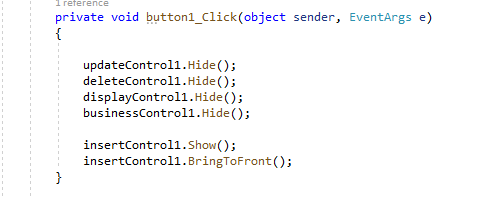 1 reference
private void button1_Click(object sender, EventArgs e)
{
updateControl1.Hide();
deleteControl1.Hide();
displayControl1.Hide();
businessControl1.Hide();
insertControl1.Show();
insertControl1.BringToFront();
}